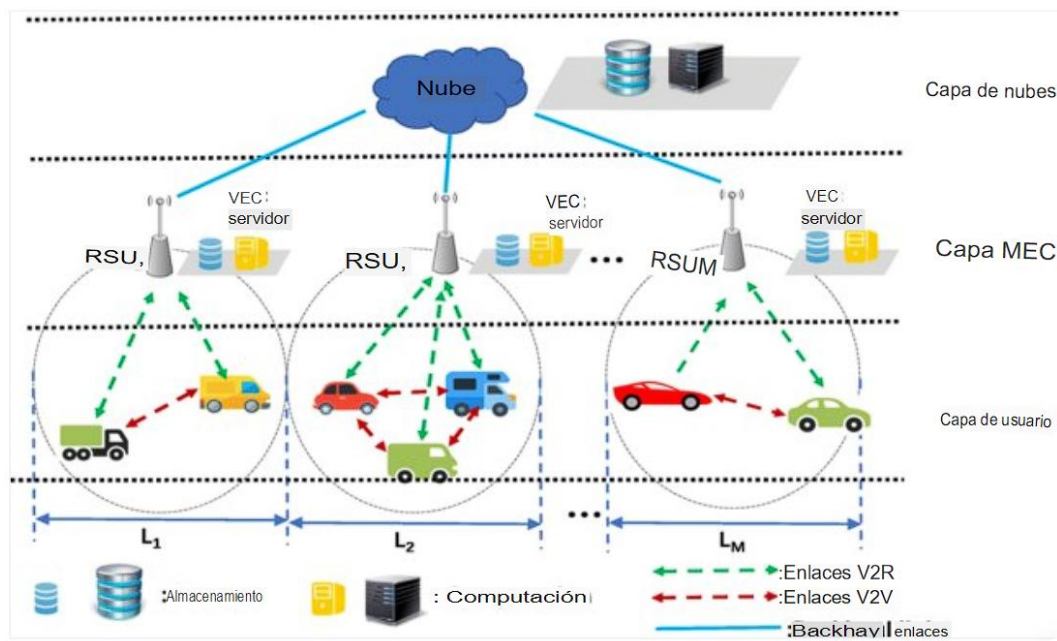 Nube
Capa de nubes
VEC:
servidor
VEC:
servidor
VEC:
servidor
RSU,
RSU,
RSUM
Capa MEC
Capa de usuario
L1
L2
LM
:Almacenamiento
: Computación
:Enlaces V2R
:Enlaces V2V
:Backhayl enlaces